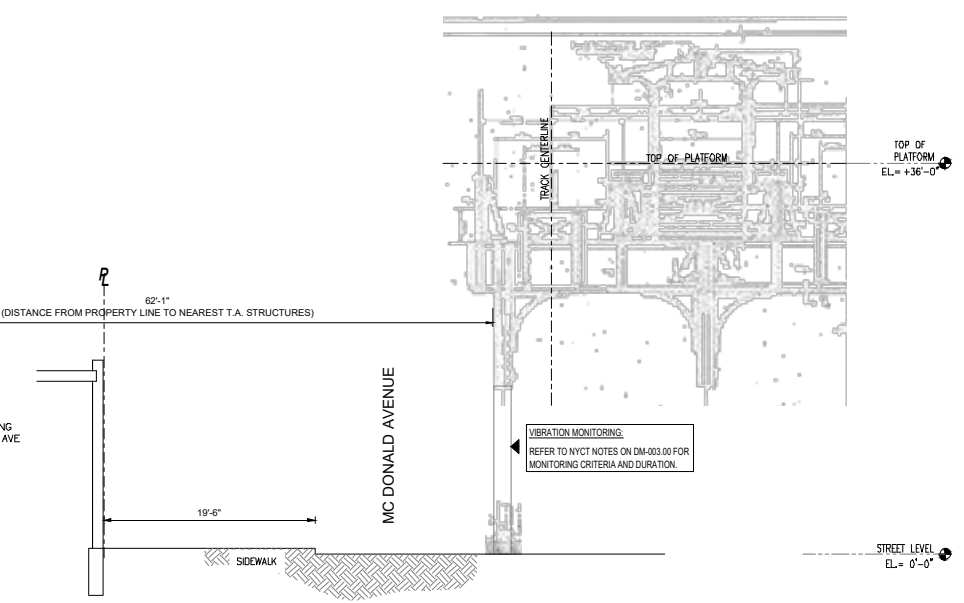 TOP OF
PLATFORM
EL.= +36'-0"
TOP OF PLATFORM
TRACK CENTERLINE
PL
62'-1"
(DISTANCE FROM PROPERTY LINE TO NEAREST T.A. STRUCTURES)
MC DONALD AVENUE
NG
AVE
VIBRATION MONITORING:
REFER TO NYCT NOTES ON DM-003.00 FOR
MONITORING CRITERIA AND DURATION.
19'-6"
SIDEWALK
STREET LEVEL
EL.= 0'-0"